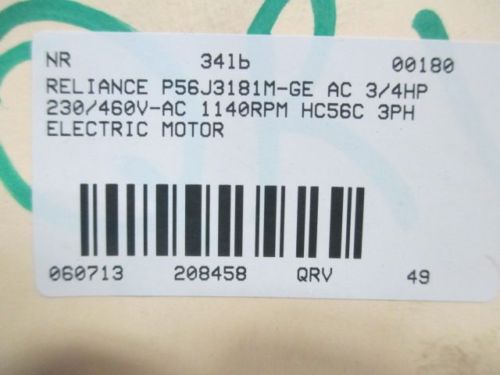 NR 34lb 00180
RELIANCE P56J3181M-GE AC 3/4HP
230/460V-AC 1140RPM HC56C 3PH
ELECTRIC MOTOR
060713 208458 QRV 49